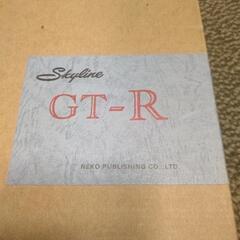 Skyline
GT-R
NEKO PUBLISHING CO., LTD.